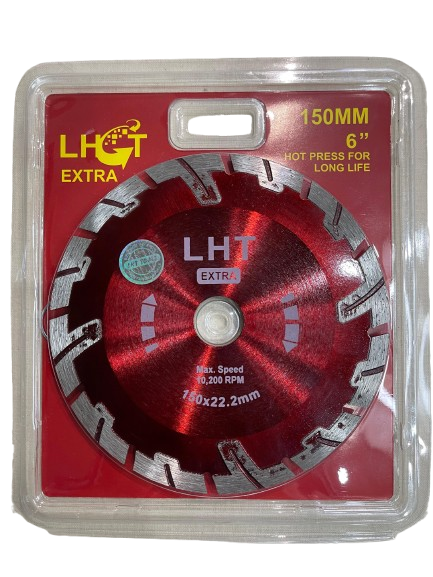 LHT
EXTRA
150MM
6”
HOT PRESS FOR
LONG LIFE
LHT
EXTRA
Max. Speed
10,200 RPM
150x22.2mm